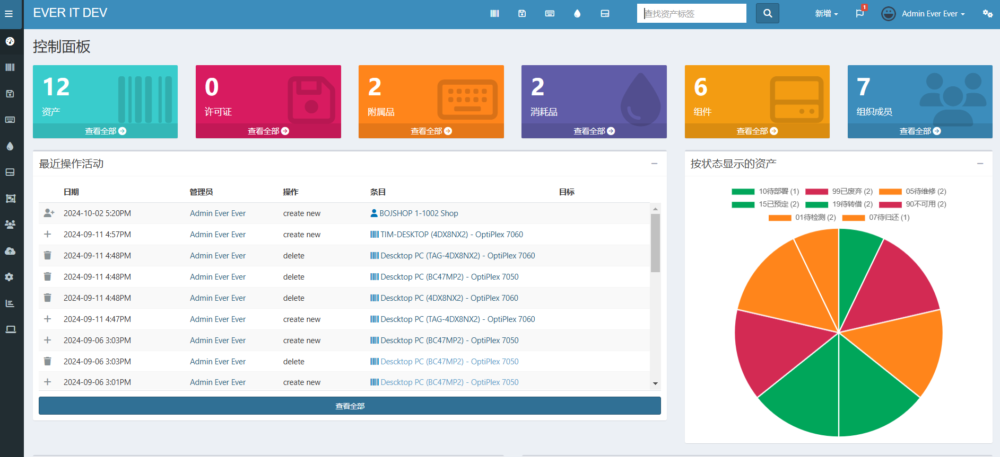 EVER IT DEV
查找资产标签
新增
1
Admin Ever Ever
控制面板
12
资产
查看全部
0
许可证
查看全部
2
附属品
查看全部
2
消耗品
查看全部
6
组件
查看全部
7
组织成员
查看全部
最近操作活动
日期 管理员 操作 条目 目标
2024-10-02 5:20PM Admin Ever Ever create new BOJSHOP 1-1002 Shop
2024-09-11 4:57PM Admin Ever Ever create new TIM-DESKTOP (4DX8NX2) - OptiPlex 7060
2024-09-11 4:48PM Admin Ever Ever delete Descktop PC (TAG-4DX8NX2) - OptiPlex 7060
2024-09-11 4:48PM Admin Ever Ever delete Descktop PC (BC47MP2) - OptiPlex 7050
2024-09-11 4:48PM Admin Ever Ever delete Descktop PC (4DX8NX2) - OptiPlex 7060
2024-09-11 4:47PM Admin Ever Ever create new Descktop PC (TAG-4DX8NX2) - OptiPlex 7060
2024-09-06 3:03PM Admin Ever Ever create new Descktop PC (BC47MP2) - OptiPlex 7050
2024-09-06 3:03PM Admin Ever Ever delete Descktop PC (BC47MP2) - OptiPlex 7050
2024-09-06 3:01PM Admin Ever Ever create new Descktop PC (BC47MP2) - OptiPlex 7050
查看全部
按状态显示的资产
10待部署 (1) 99已废弃 (2) 05待维修 (2)
15已预定 (2) 19待转借 (2) 90不可用 (2)
01待检测 (2) 07待归还 (1)